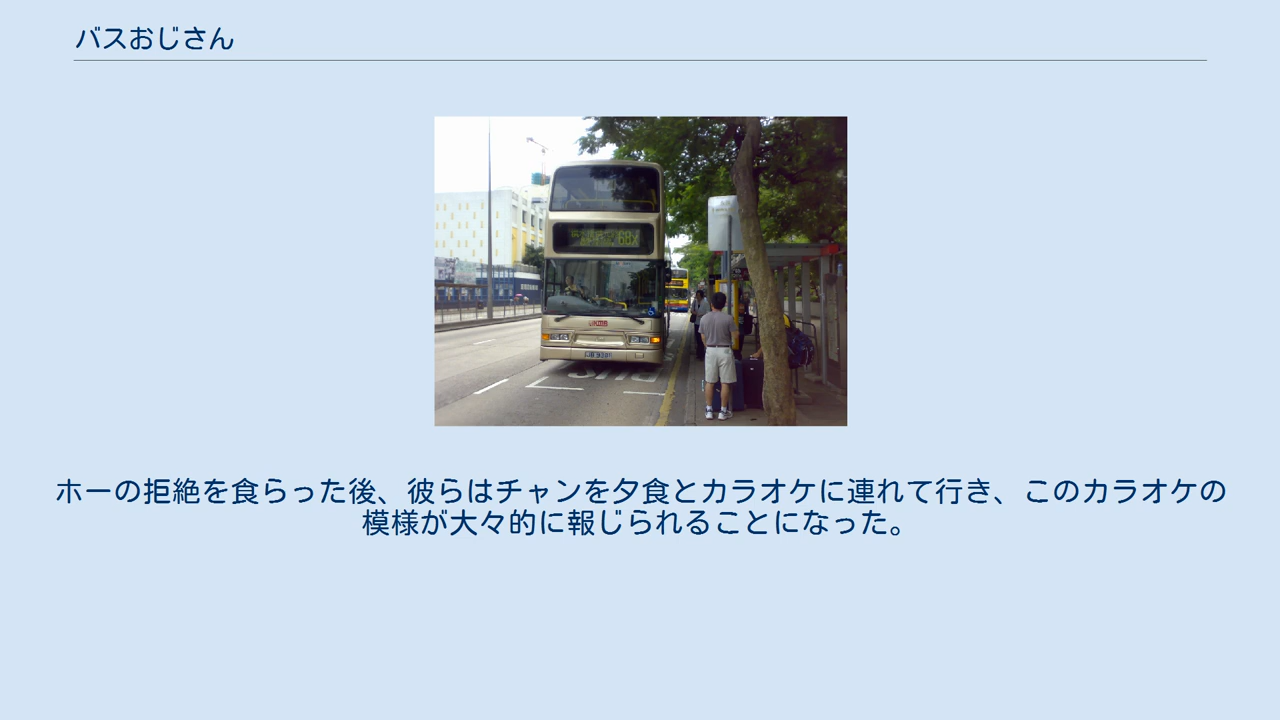 バスおじさん
68X
KMB
ホーの拒絶を食らった後、彼らはチャンを夕食とカラオケに連れて行き、このカラオケの
模様が大々的に報じられることになった。